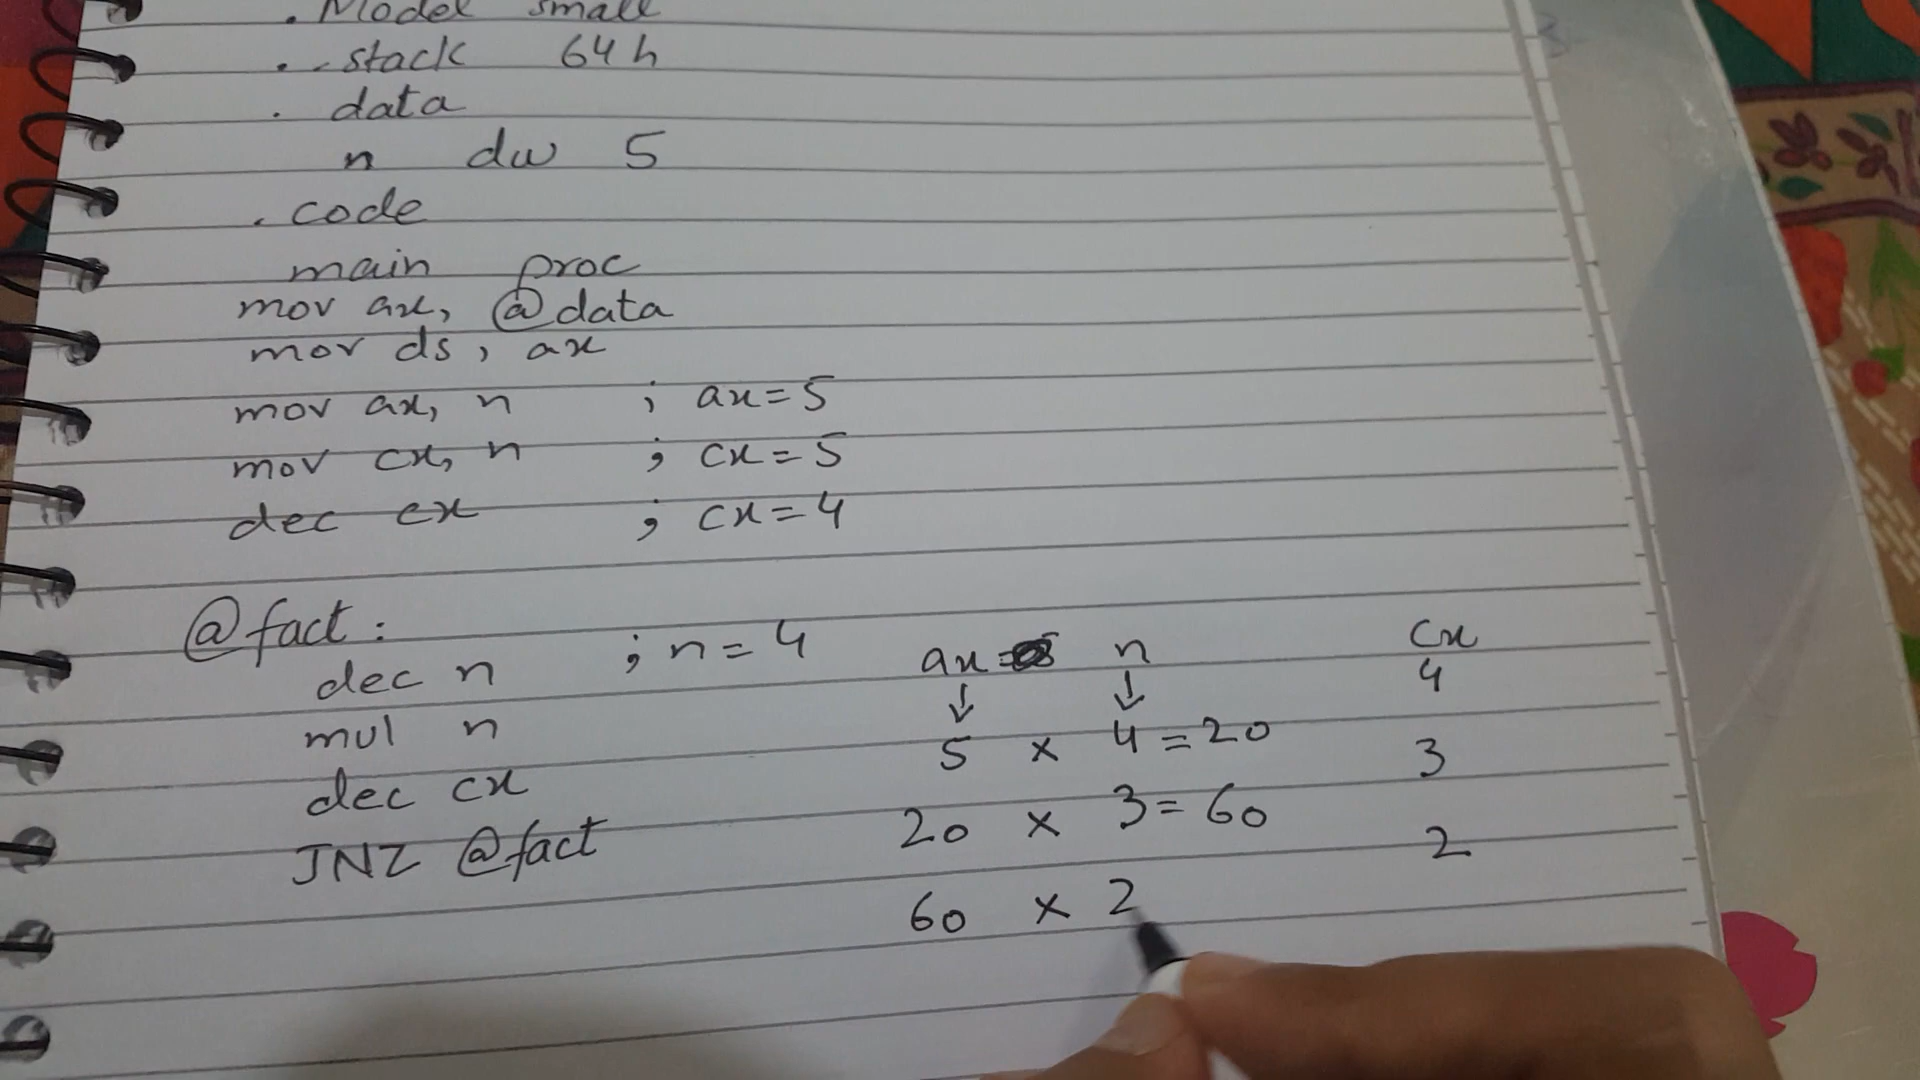 . Model small
. stack 64h
. data
n dw 5
. code
main proc
mov ax, @data
mov ds, ax
mov ax, n ; ax=5
mov cx, n ; cx=5
dec cx ; cx=4
@fact:
dec n ; n=4 ax= n cx
4
mul n 5 x 4=20 3
dec cx 20 x 3=60
JNZ @fact 2
60 x 2